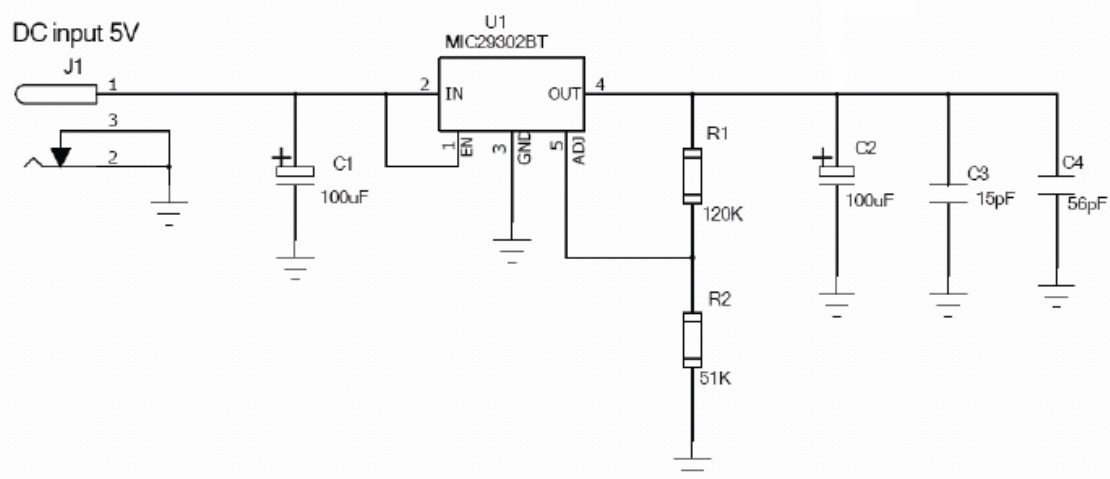 DC input 5V
J1
1
3
2
C1
100uF
U1
MIC29302BT
2
IN
OUT
4
1
EN
3
GND
5
ADJ
R1
120K
R2
51K
C2
100uF
C3
15pF
C4
56pF